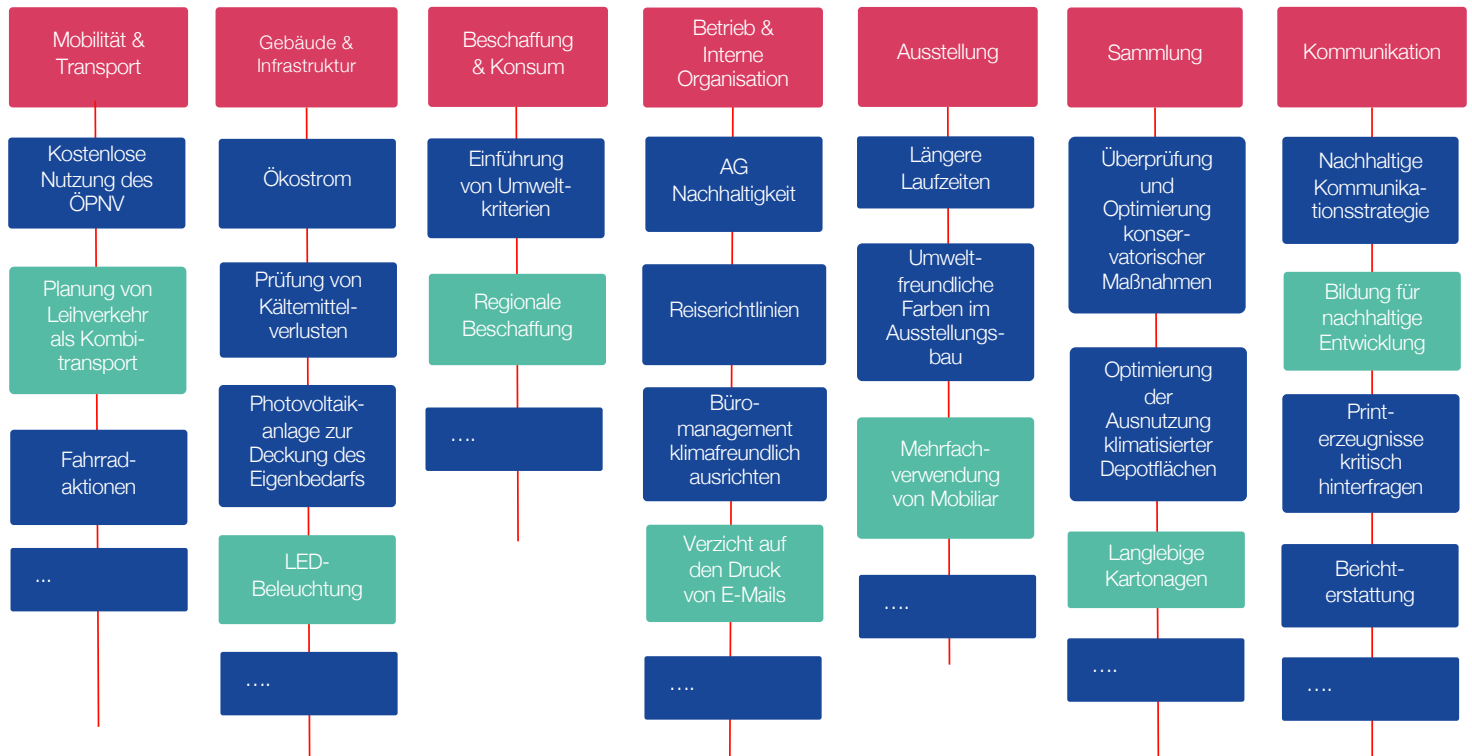 Mobilität &
Transport
Kostenlose
Nutzung des
ÖPNV
Planung von
Leihverkehr
als Kombi-
transport
Fahrrad-
aktionen
...
Gebäude &
Infrastruktur
Ökostrom
Prüfung von
Kältemittel-
verlusten
Photovoltaik-
anlage zur
Deckung des
Eigenbedarfs
LED-
Beleuchtung
....
Beschaffung
& Konsum
Einführung
von Umwelt-
kriterien
Regionale
Beschaffung
....
Betrieb &
Interne
Organisation
AG
Nachhaltigkeit
Reiserichtlinien
Büro-
management
klimafreundlich
ausrichten
Verzicht auf
den Druck
von E-Mails
....
Ausstellung
Längere
Laufzeiten
Umwelt-
freundliche
Farben im
Ausstellungs-
bau
Mehrfach-
verwendung
von Mobiliar
....
Sammlung
Überprüfung
und
Optimierung
konser-
vatorischer
Maßnahmen
Optimierung
der
Ausnutzung
klimatisierter
Depotflächen
Langlebige
Kartonagen
....
Kommunikation
Nachhaltige
Kommunika-
tionsstrategie
Bildung für
nachhaltige
Entwicklung
Print-
erzeugnisse
kritisch
hinterfragen
Bericht-
erstattung
....